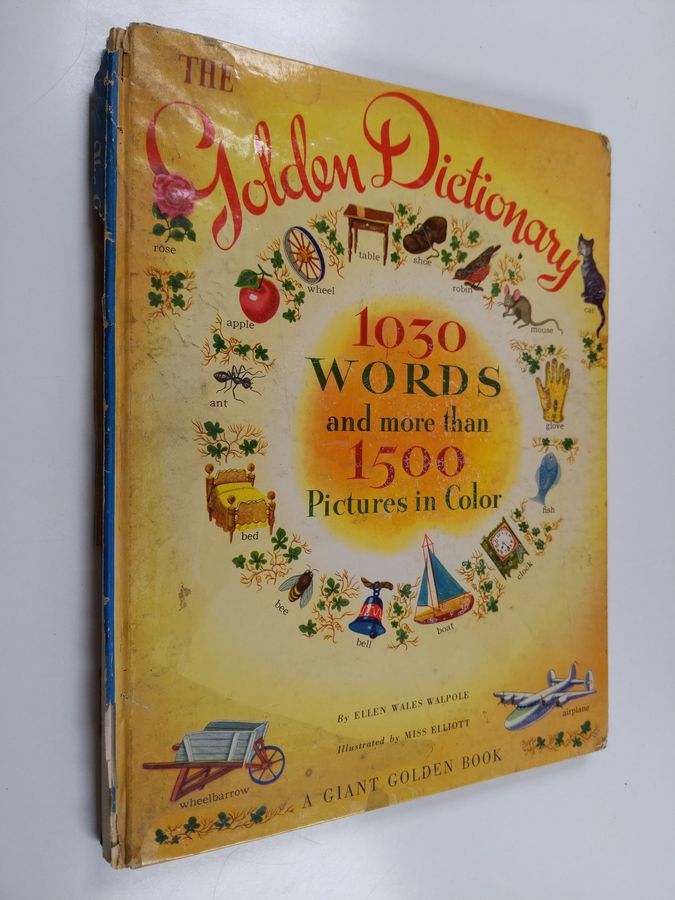 THE
Golden Dictionary
rose
wheel
table
shoe
robin
mouse
cat
apple
ant
glove
fish
bed
clock
bee
bell
boat
1030
WORDS
and more than
1500
Pictures in Color
By ELLEN WALES WALPOLE
Illustrated by MISS ELLIOTT
airplane
wheelbarrow
A GIANT GOLDEN BOOK